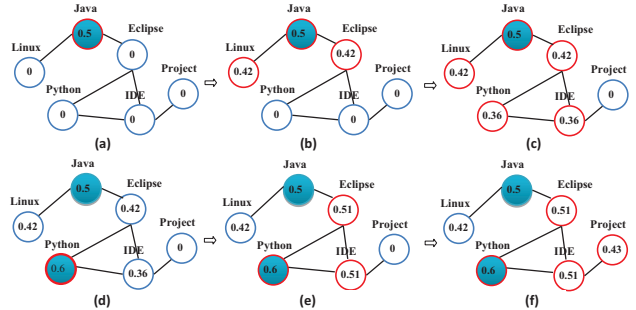 Java
0.5
Eclipse
Linux
0
0
Project
0
Python
IDE
0
0
(a)
Java
0.5
Eclipse
Linux
0.42
0.42
Project
0
Python
IDE
0
0
(b)
Java
0.5
Eclipse
Linux
0.42
0.42
Project
0
Python
IDE
0.36
0.36
(c)
Java
0.5
Eclipse
Linux
0.42
0.42
Project
0
Python
IDE
0.6
0.36
(d)
Java
0.5
Eclipse
Linux
0.42
0.51
Project
0
Python
IDE
0.6
0.51
(e)
Java
0.5
Eclipse
Linux
0.42
0.51
Project
0.43
Python
IDE
0.6
0.51
(f)